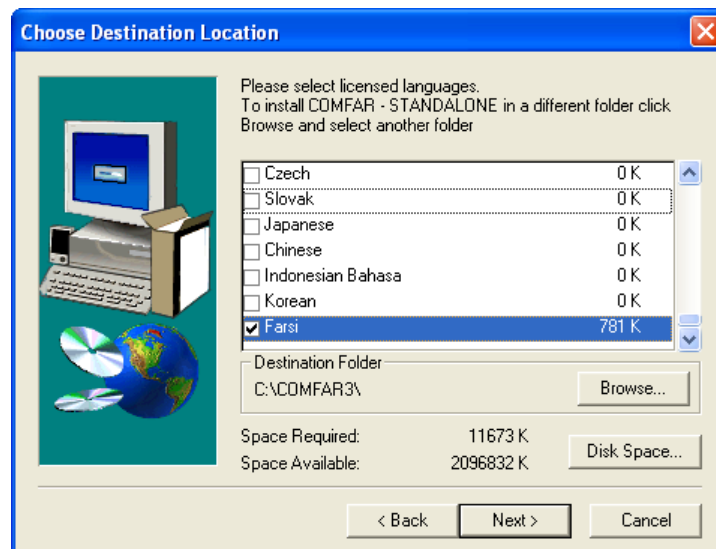 Choose Destination Location
Please select licensed languages.
To install COMFAR - STANDALONE in a different folder click
Browse and select another folder
Czech 0 K
Slovak 0 K
Japanese 0 K
Chinese 0 K
Indonesian Bahasa 0 K
Korean 0 K
Farsi 781 K
Destination Folder
C:\COMFAR3\ Browse...
Space Required: 11673 K
Space Available: 2096832 K
Disk Space...
< Back Next > Cancel